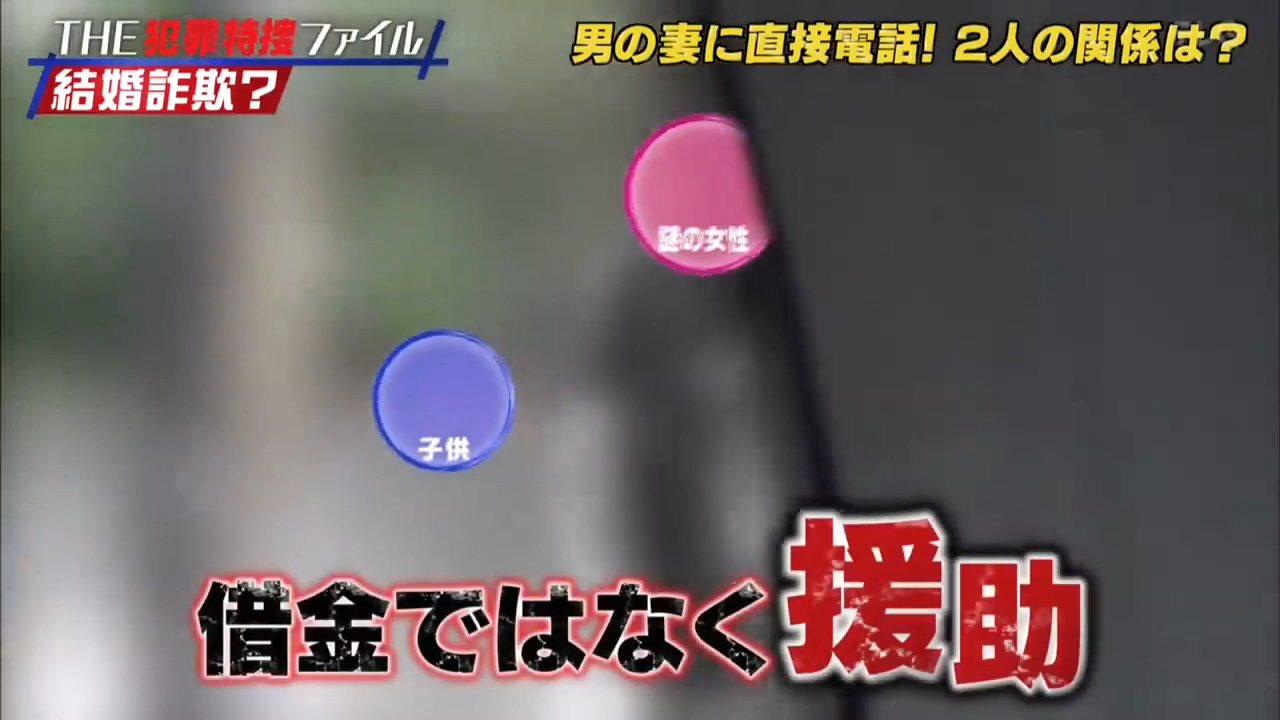 THE犯罪特捜ファイル
結婚詐欺?
男の妻に直接電話! 2人の関係は?
謎の女性
子供
借金ではなく援助